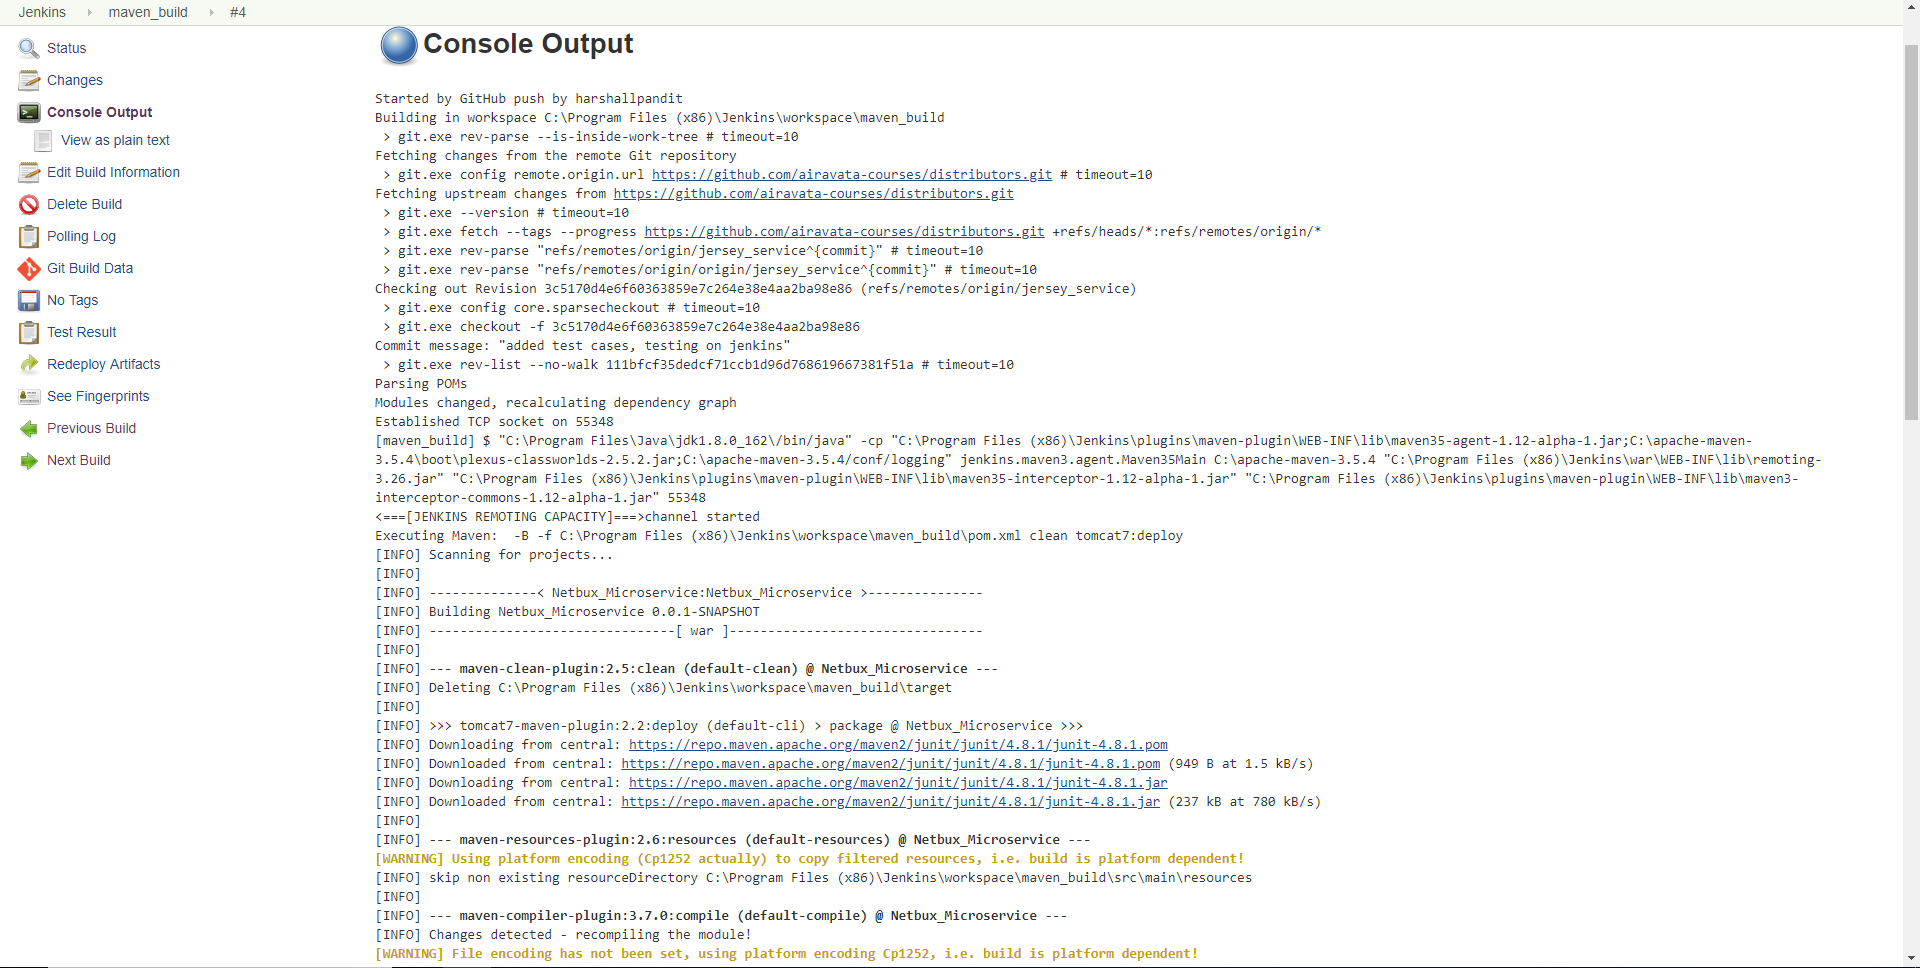 Jenkins maven_build #4
Status
Changes
Console Output
View as plain text
Edit Build Information
Delete Build
Polling Log
Git Build Data
No Tags
Test Result
Redeploy Artifacts
See Fingerprints
Previous Build
Next Build
Console Output
Started by GitHub push by harshallpandit
Building in workspace C:\Program Files (x86)\Jenkins\workspace\maven_build
> git.exe rev-parse --is-inside-work-tree # timeout=10
Fetching changes from the remote Git repository
> git.exe config remote.origin.url https://github.com/airavata-courses/distributors.git # timeout=10
Fetching upstream changes from https://github.com/airavata-courses/distributors.git
> git.exe --version # timeout=10
> git.exe fetch --tags --progress https://github.com/airavata-courses/distributors.git +refs/heads/*:refs/remotes/origin/*
> git.exe rev-parse "refs/remotes/origin/jersey_service^{commit}" # timeout=10
> git.exe rev-parse "refs/remotes/origin/origin/jersey_service^{commit}" # timeout=10
Checking out Revision 3c5170d4e6f60363859e7c264e38e4aa2ba98e86 (refs/remotes/origin/jersey_service)
> git.exe config core.sparsecheckout # timeout=10
> git.exe checkout -f 3c5170d4e6f60363859e7c264e38e4aa2ba98e86
Commit message: "added test cases, testing on jenkins"
> git.exe rev-list --no-walk 111bfcf35dedcf71ccb1d96d768619667381f51a # timeout=10
Parsing POMs
Modules changed, recalculating dependency graph
Established TCP socket on 55348
[maven_build] $ "C:\Program Files\Java\jdk1.8.0_162\/bin/java" -cp "C:\Program Files (x86)\Jenkins\plugins\maven-plugin\WEB-INF\lib\maven35-agent-1.12-alpha-1.jar;C:\apache-maven-
3.5.4\boot\plexus-classworlds-2.5.2.jar;C:\apache-maven-3.5.4/conf/logging" jenkins.maven3.agent.Maven35Main C:\apache-maven-3.5.4 "C:\Program Files (x86)\Jenkins\war\WEB-INF\lib\remoting-
3.26.jar" "C:\Program Files (x86)\Jenkins\plugins\maven-plugin\WEB-INF\lib\maven35-interceptor-1.12-alpha-1.jar" "C:\Program Files (x86)\Jenkins\plugins\maven-plugin\WEB-INF\lib\maven3-
interceptor-commons-1.12-alpha-1.jar" 55348
<===[JENKINS REMOTING CAPACITY]===>channel started
Executing Maven:  -B -f C:\Program Files (x86)\Jenkins\workspace\maven_build\pom.xml clean tomcat7:deploy
[INFO] Scanning for projects...
[INFO]
[INFO] --------------< Netbux_Microservice:Netbux_Microservice >---------------
[INFO] Building Netbux_Microservice 0.0.1-SNAPSHOT
[INFO] --------------------------------[ war ]---------------------------------
[INFO]
[INFO] --- maven-clean-plugin:2.5:clean (default-clean) @ Netbux_Microservice ---
[INFO] Deleting C:\Program Files (x86)\Jenkins\workspace\maven_build\target
[INFO]
[INFO] >>> tomcat7-maven-plugin:2.2:deploy (default-cli) > package @ Netbux_Microservice >>>
[INFO] Downloading from central: https://repo.maven.apache.org/maven2/junit/junit/4.8.1/junit-4.8.1.pom
[INFO] Downloaded from central: https://repo.maven.apache.org/maven2/junit/junit/4.8.1/junit-4.8.1.pom (949 B at 1.5 kB/s)
[INFO] Downloading from central: https://repo.maven.apache.org/maven2/junit/junit/4.8.1/junit-4.8.1.jar
[INFO] Downloaded from central: https://repo.maven.apache.org/maven2/junit/junit/4.8.1/junit-4.8.1.jar (237 kB at 780 kB/s)
[INFO]
[INFO] --- maven-resources-plugin:2.6:resources (default-resources) @ Netbux_Microservice ---
[WARNING] Using platform encoding (Cp1252 actually) to copy filtered resources, i.e. build is platform dependent!
[INFO] skip non existing resourceDirectory C:\Program Files (x86)\Jenkins\workspace\maven_build\src\main\resources
[INFO]
[INFO] --- maven-compiler-plugin:3.7.0:compile (default-compile) @ Netbux_Microservice ---
[INFO] Changes detected - recompiling the module!
[WARNING] File encoding has not been set, using platform encoding Cp1252, i.e. build is platform dependent!